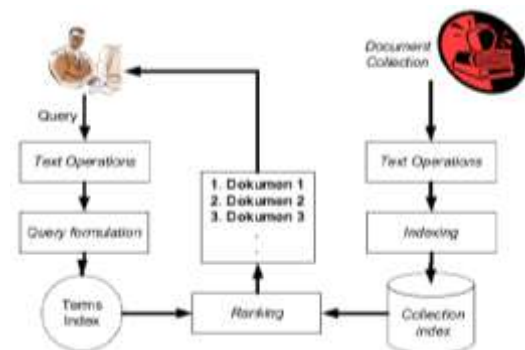 Document
Collection
Query
Text Operations
Text Operations
1. Dokumen 1
2. Dokumen 2
3. Dokumen 3
.
.
Query formulation
Indexing
Terms
Index
Ranking
Collection
Index